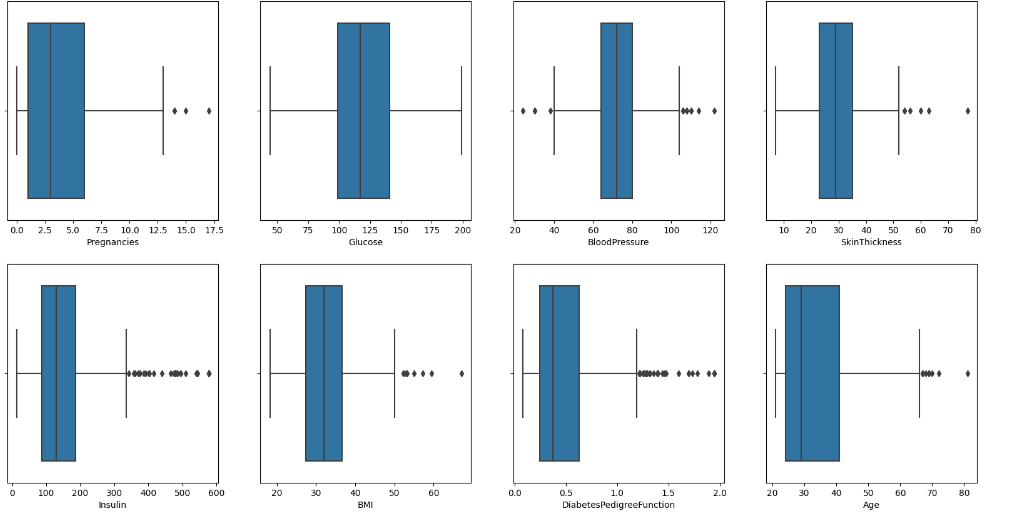 0.0 2.5 5.0 7.5 10.0 12.5 15.0 17.5
Pregnancies
50 75 100 125 150 175 200
Glucose
20 40 60 80 100 120
BloodPressure
10 20 30 40 50 60 70 80
SkinThickness
0 100 200 300 400 500 600
Insulin
20 30 40 50 60
BMI
0.0 0.5 1.0 1.5 2.0
DiabetesPedigreeFunction
20 30 40 50 60 70 80
Age